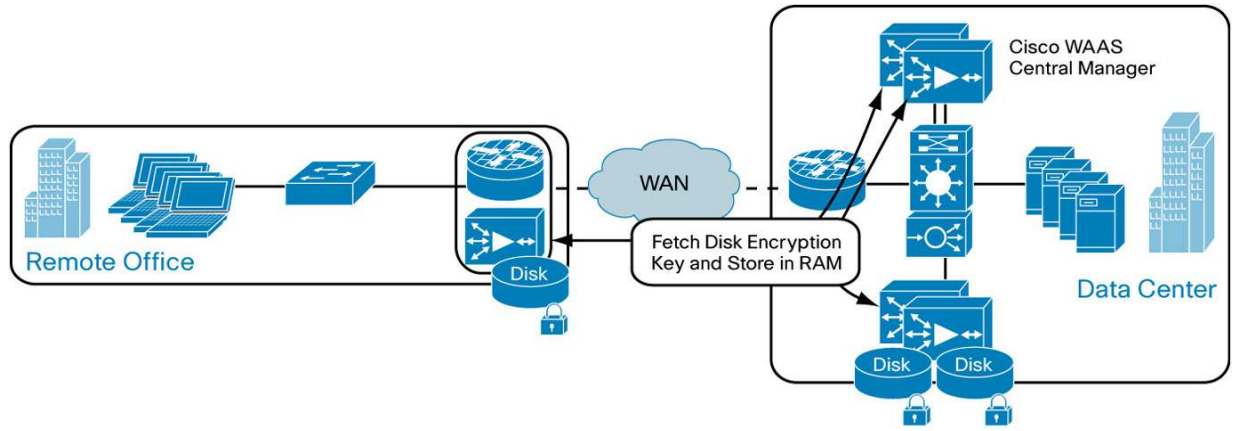 Cisco WAAS
Central Manager
WAN
Fetch Disk Encryption
Key and Store in RAM
Remote Office
Disk
Data Center
Disk
Disk